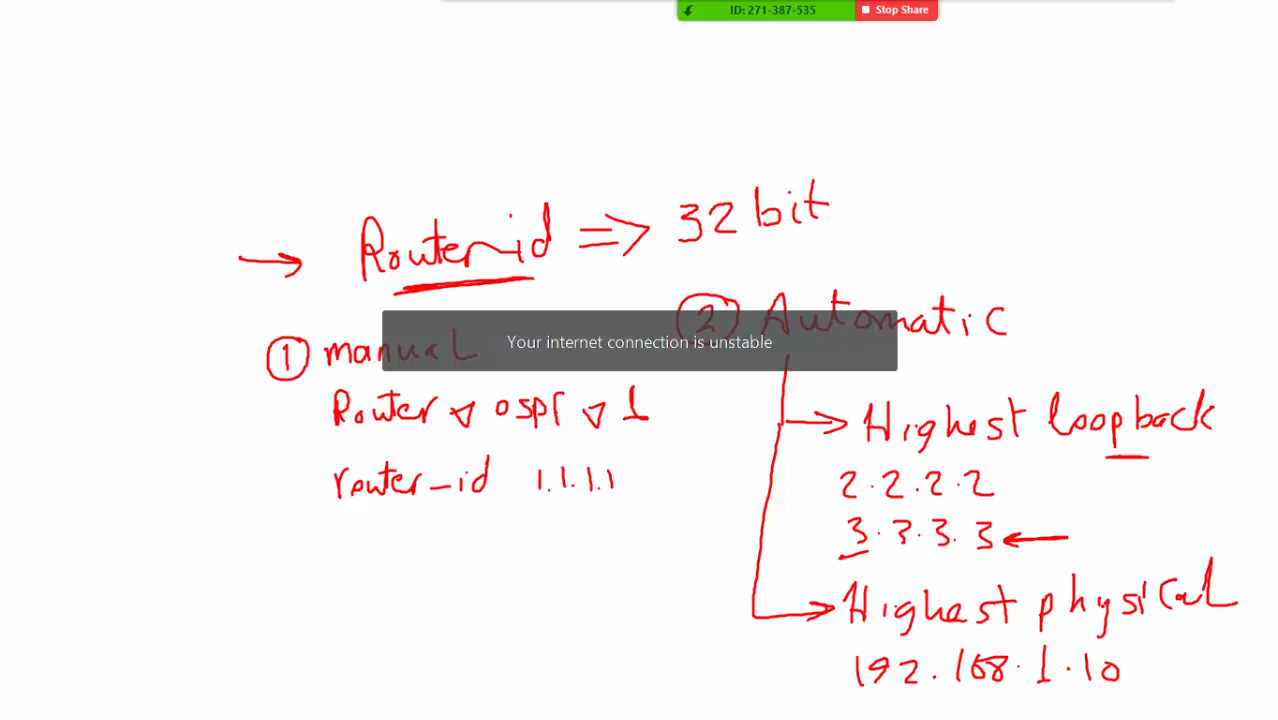 ID: 271-387-535 Stop Share
→ Router-id => 32 bit
① manual
Router ▽ ospf ▽ 1
router-id 1.1.1.1
② Automatic
→ Highest loopback
2.2.2.2
3.3.3.3 ←
→ Highest physical
192.168.1.10
Your internet connection is unstable